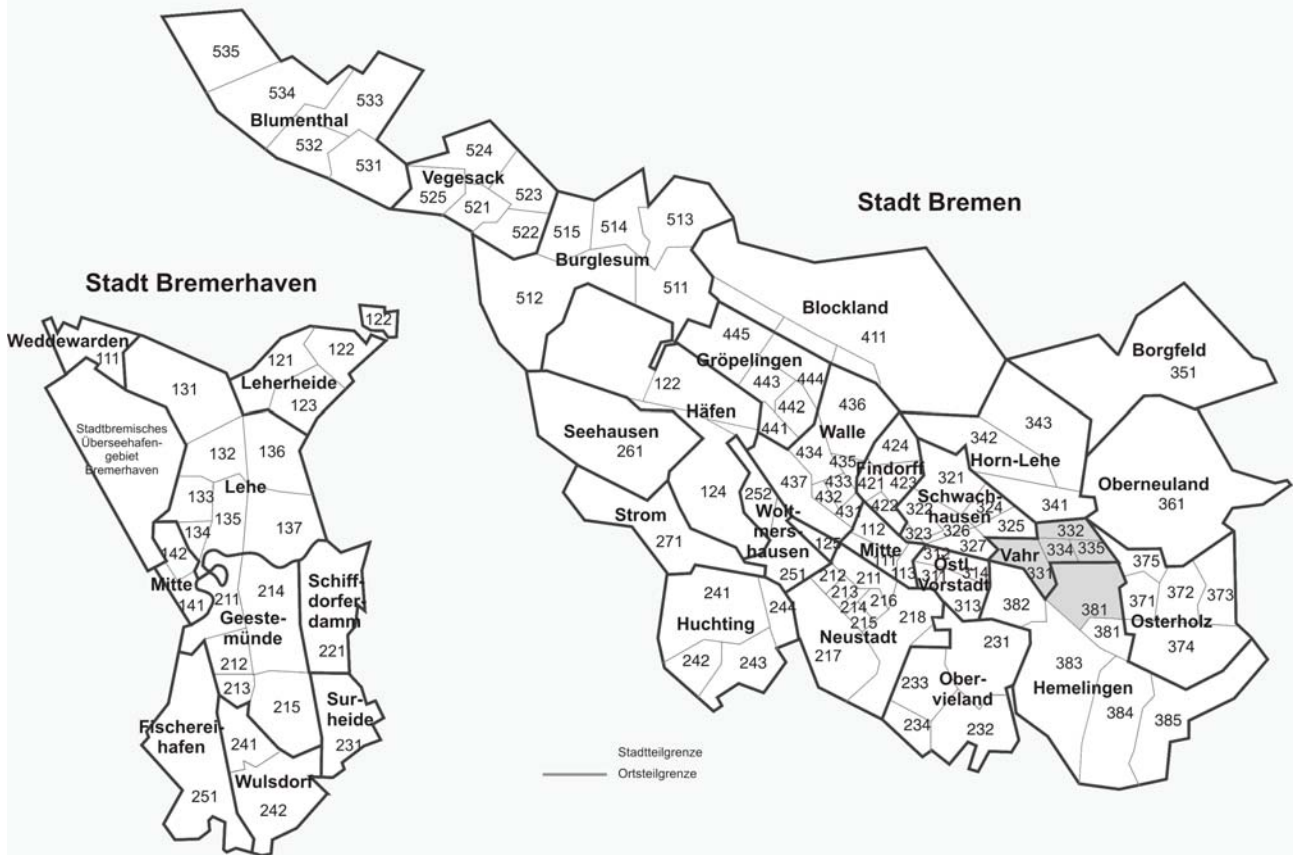 535
534
533
Blumenthal
532
531
524
Vegesack
525
521
523
522
515
514
513
Burglesum
512
511
Stadt Bremen
Blockland
411
445
Gröpelingen
443
444
442
441
122
Häfen
Seehausen
261
124
252
Strom
271
Wolt-
mers-
hausen
125
251
436
Walle
434
435
437
433
432
431
424
Findorff
421
423
422
112
Mitte
111
113
Borgfeld
351
343
342
Horn-Lehe
341
Oberneuland
361
321
Schwach-
hausen
324
322
325
326
323
327
312
Östl.
Vorstadt
311
314
313
332
Vahr
334
335
331
375
371
372
373
Osterholz
374
382
381
381
383
Hemelingen
384
385
241
244
Huchting
242
243
212
211
213
216
214
215
218
Neustadt
217
231
233
Ober-
vieland
234
232
Stadt Bremerhaven
Weddewarden
111
122
121
122
Leherheide
123
131
Stadtbremisches
Überseehafen-
gebiet
Bremerhaven
132
136
Lehe
133
135
134
137
142
Mitte
141
211
214
Geeste-
münde
Schiff-
dorfer-
damm
221
212
213
215
Sur-
heide
231
Fischerei-
hafen
241
Wulsdorf
251
242
Stadtteilgrenze
Ortsteilgrenze